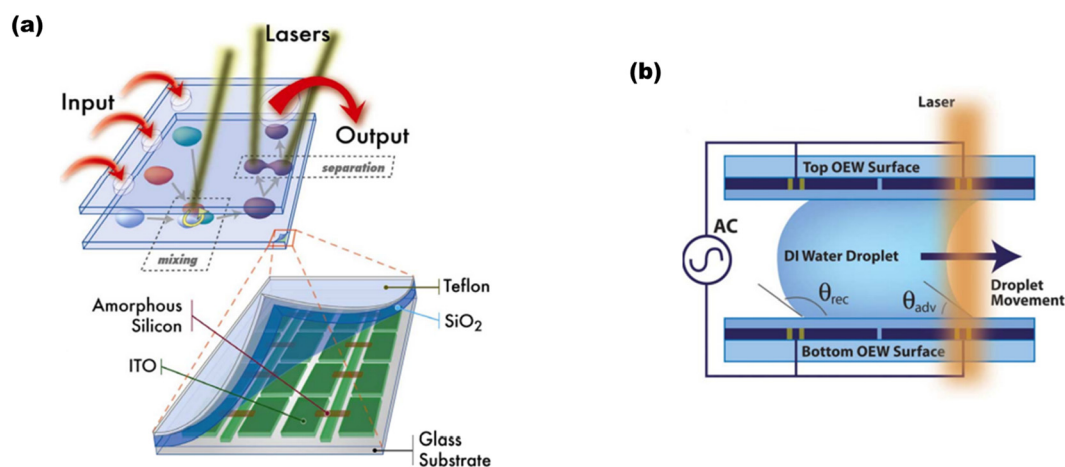 (a)
Lasers
Input
Output
separation
mixing
Teflon
Amorphous
Silicon
SiO₂
ITO
Glass
Substrate
(b)
Laser
Top OEW Surface
AC
DI Water Droplet
Droplet
Movement
θrec
θadv
Bottom OEW Surface